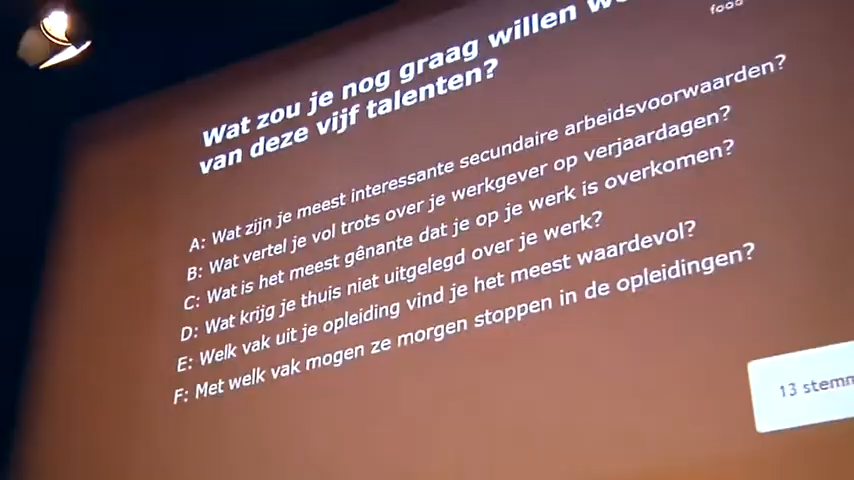 food
Wat zou je nog graag willen
van deze vijf talenten?
A: Wat zijn je meest interessante secundaire arbeidsvoorwaarden?
B: Wat vertel je vol trots over je werkgever op verjaardagen?
C: Wat is het meest gênante dat je op je werk is overkomen?
D: Wat krijg je thuis niet uitgelegd over je werk?
E: Welk vak uit je opleiding vind je het meest waardevol?
F: Met welk vak mogen ze morgen stoppen in de opleidingen?
13